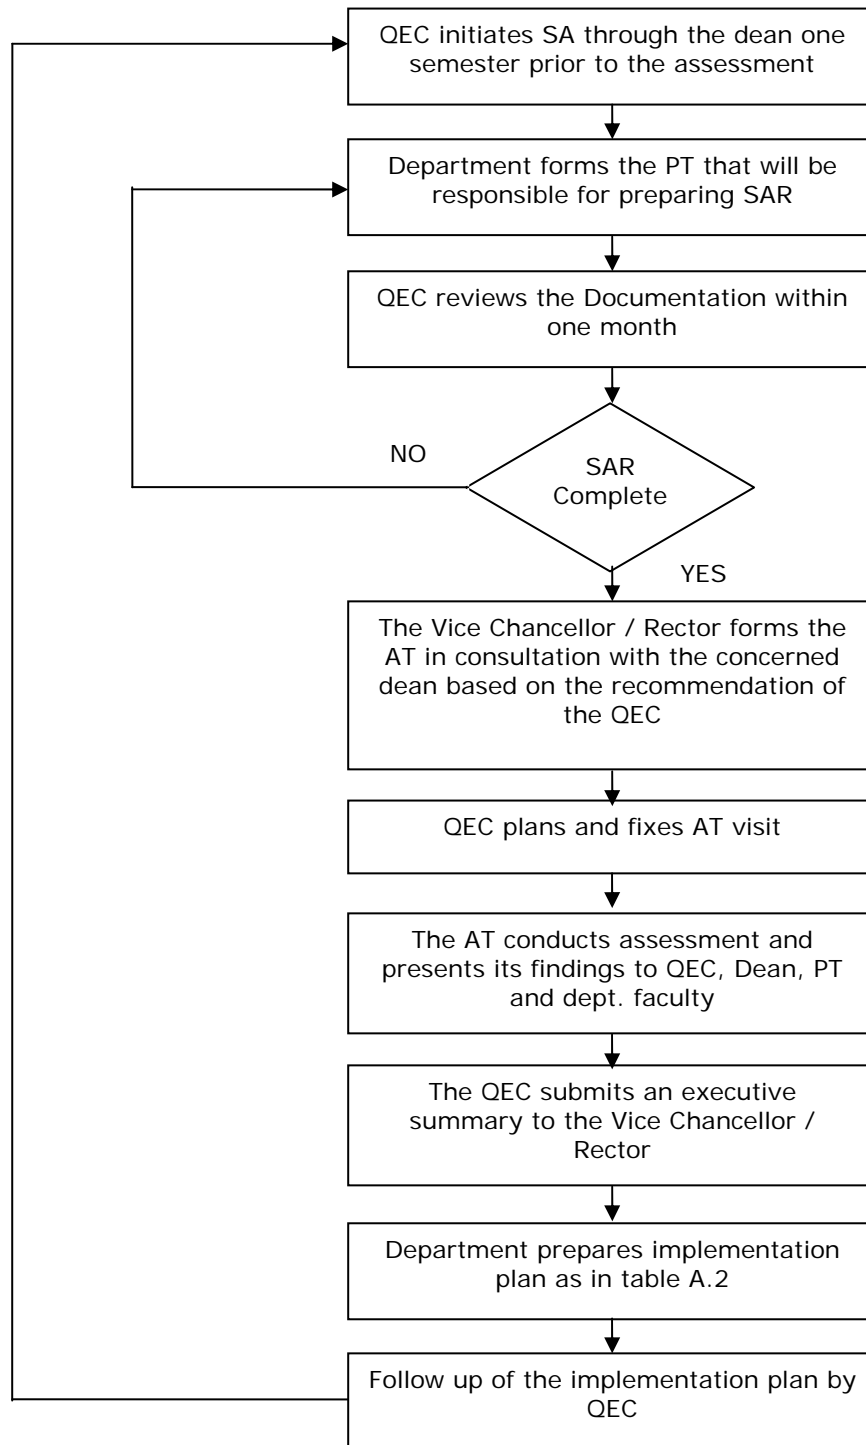 QEC initiates SA through the dean one
semester prior to the assessment
Department forms the PT that will be
responsible for preparing SAR
QEC reviews the Documentation within
one month
NO
SAR
Complete
YES
The Vice Chancellor / Rector forms the
AT in consultation with the concerned
dean based on the recommendation of
the QEC
QEC plans and fixes AT visit
The AT conducts assessment and
presents its findings to QEC, Dean, PT
and dept. faculty
The QEC submits an executive
summary to the Vice Chancellor /
Rector
Department prepares implementation
plan as in table A.2
Follow up of the implementation plan by
QEC